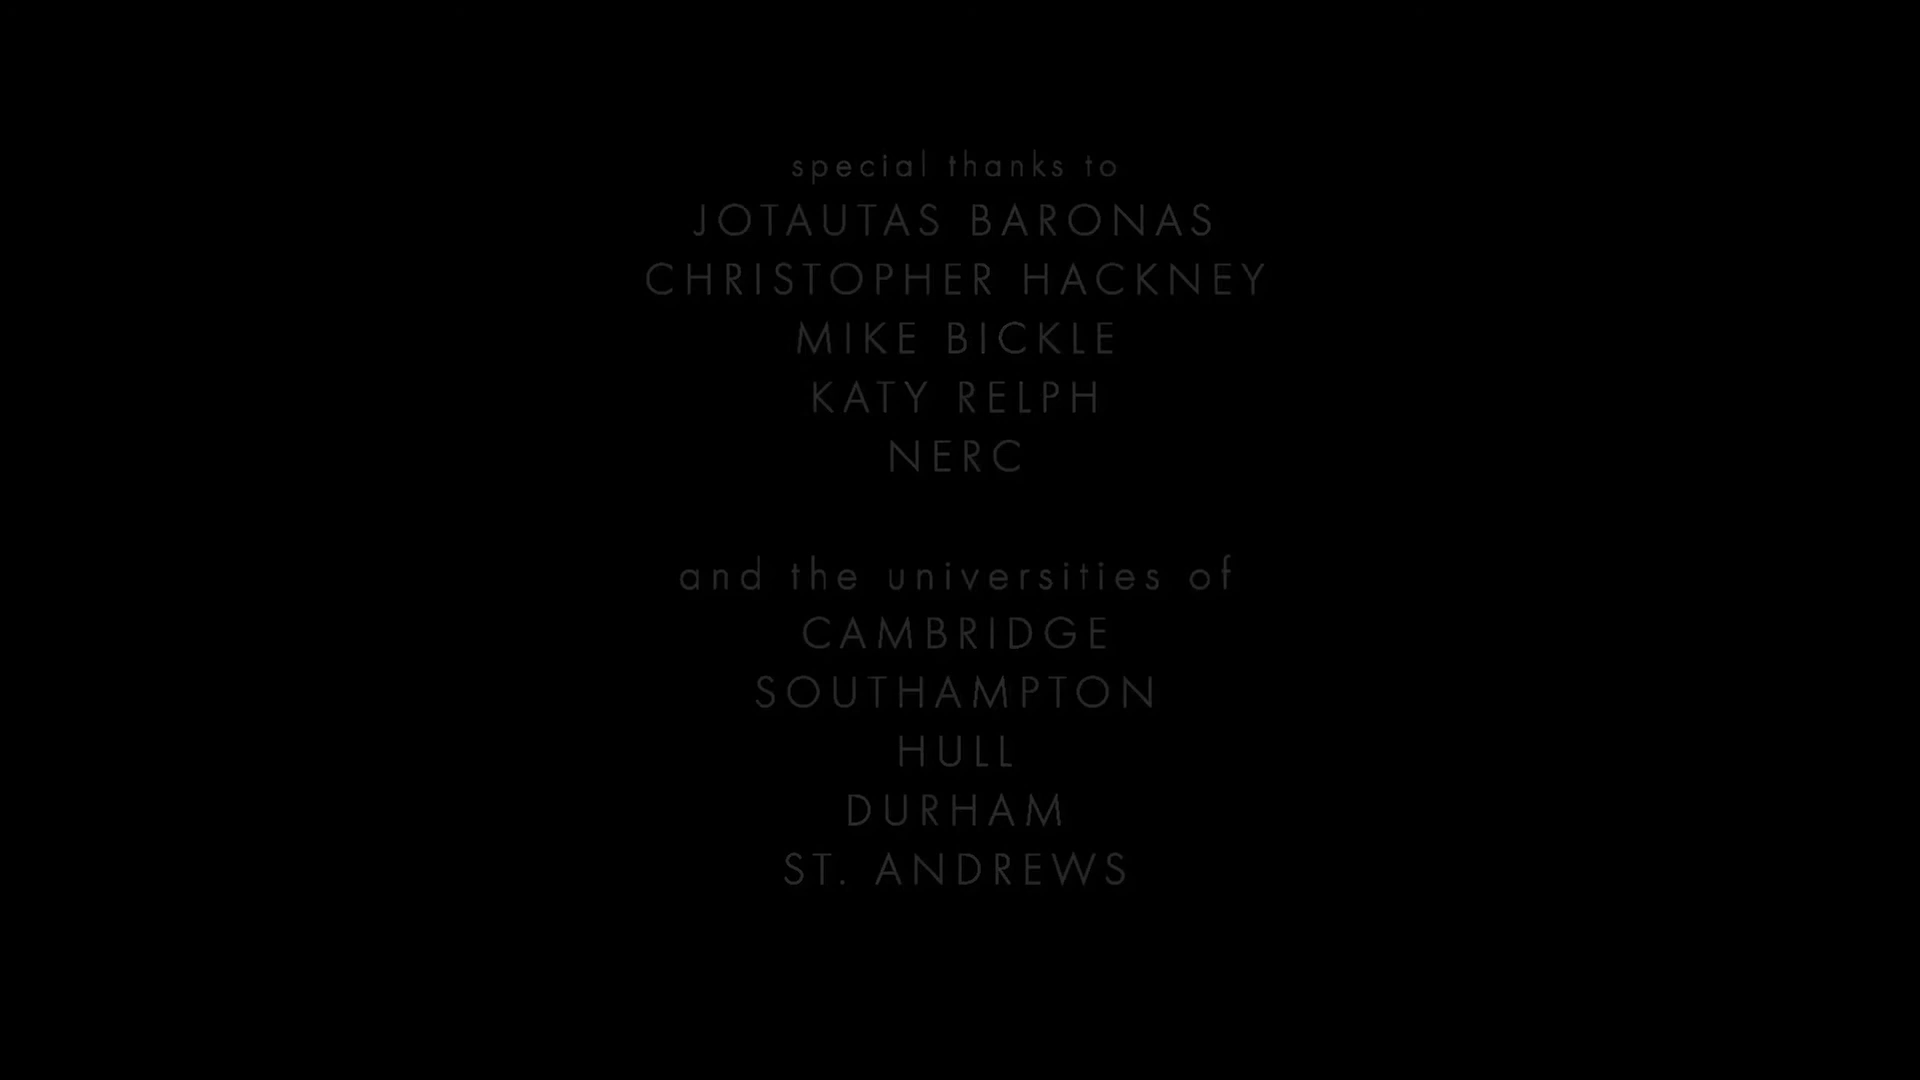 special thanks to
JOTAUTAS BARONAS
CHRISTOPHER HACKNEY
MIKE BICKLE
KATY RELPH
NERC
and the universities of
CAMBRIDGE
SOUTHAMPTON
HULL
DURHAM
ST. ANDREWS